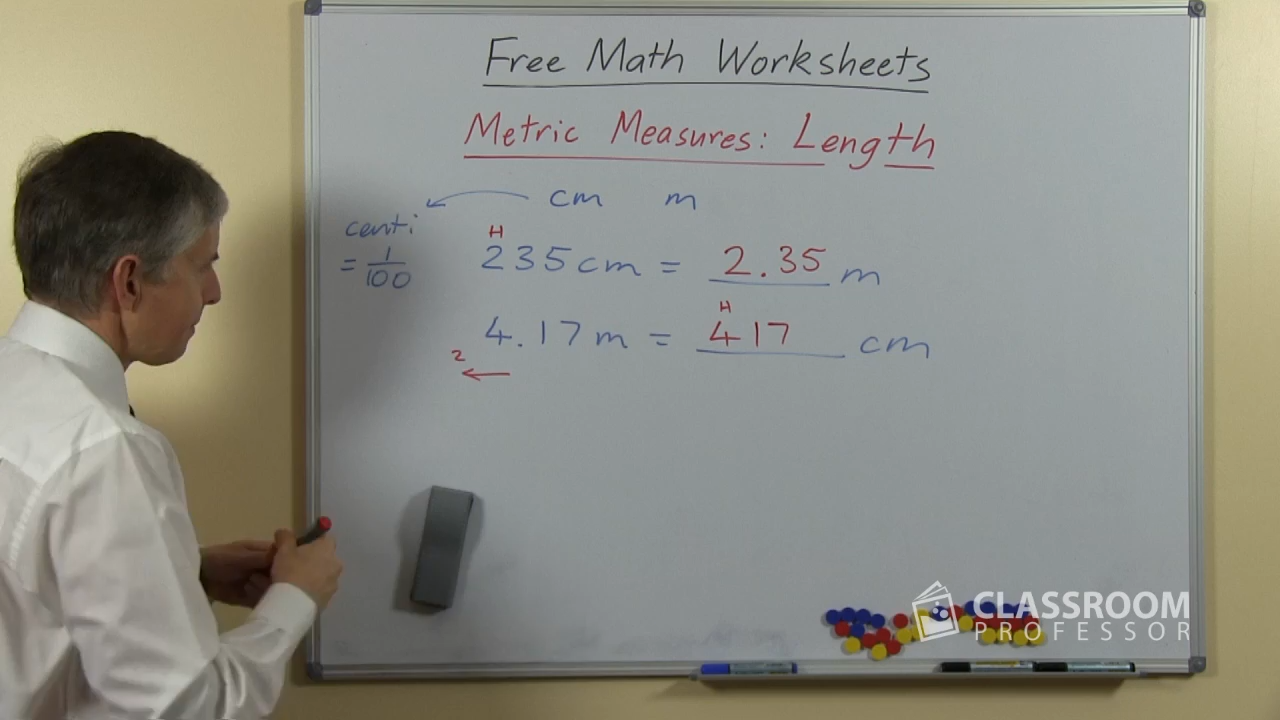 Free Math Worksheets
Metric Measures: Length
cm m
centi
= 1/100
H
235 cm = 2.35 m
H
4.17 m = 417 cm
2
CLASSROOM
PROFESSOR